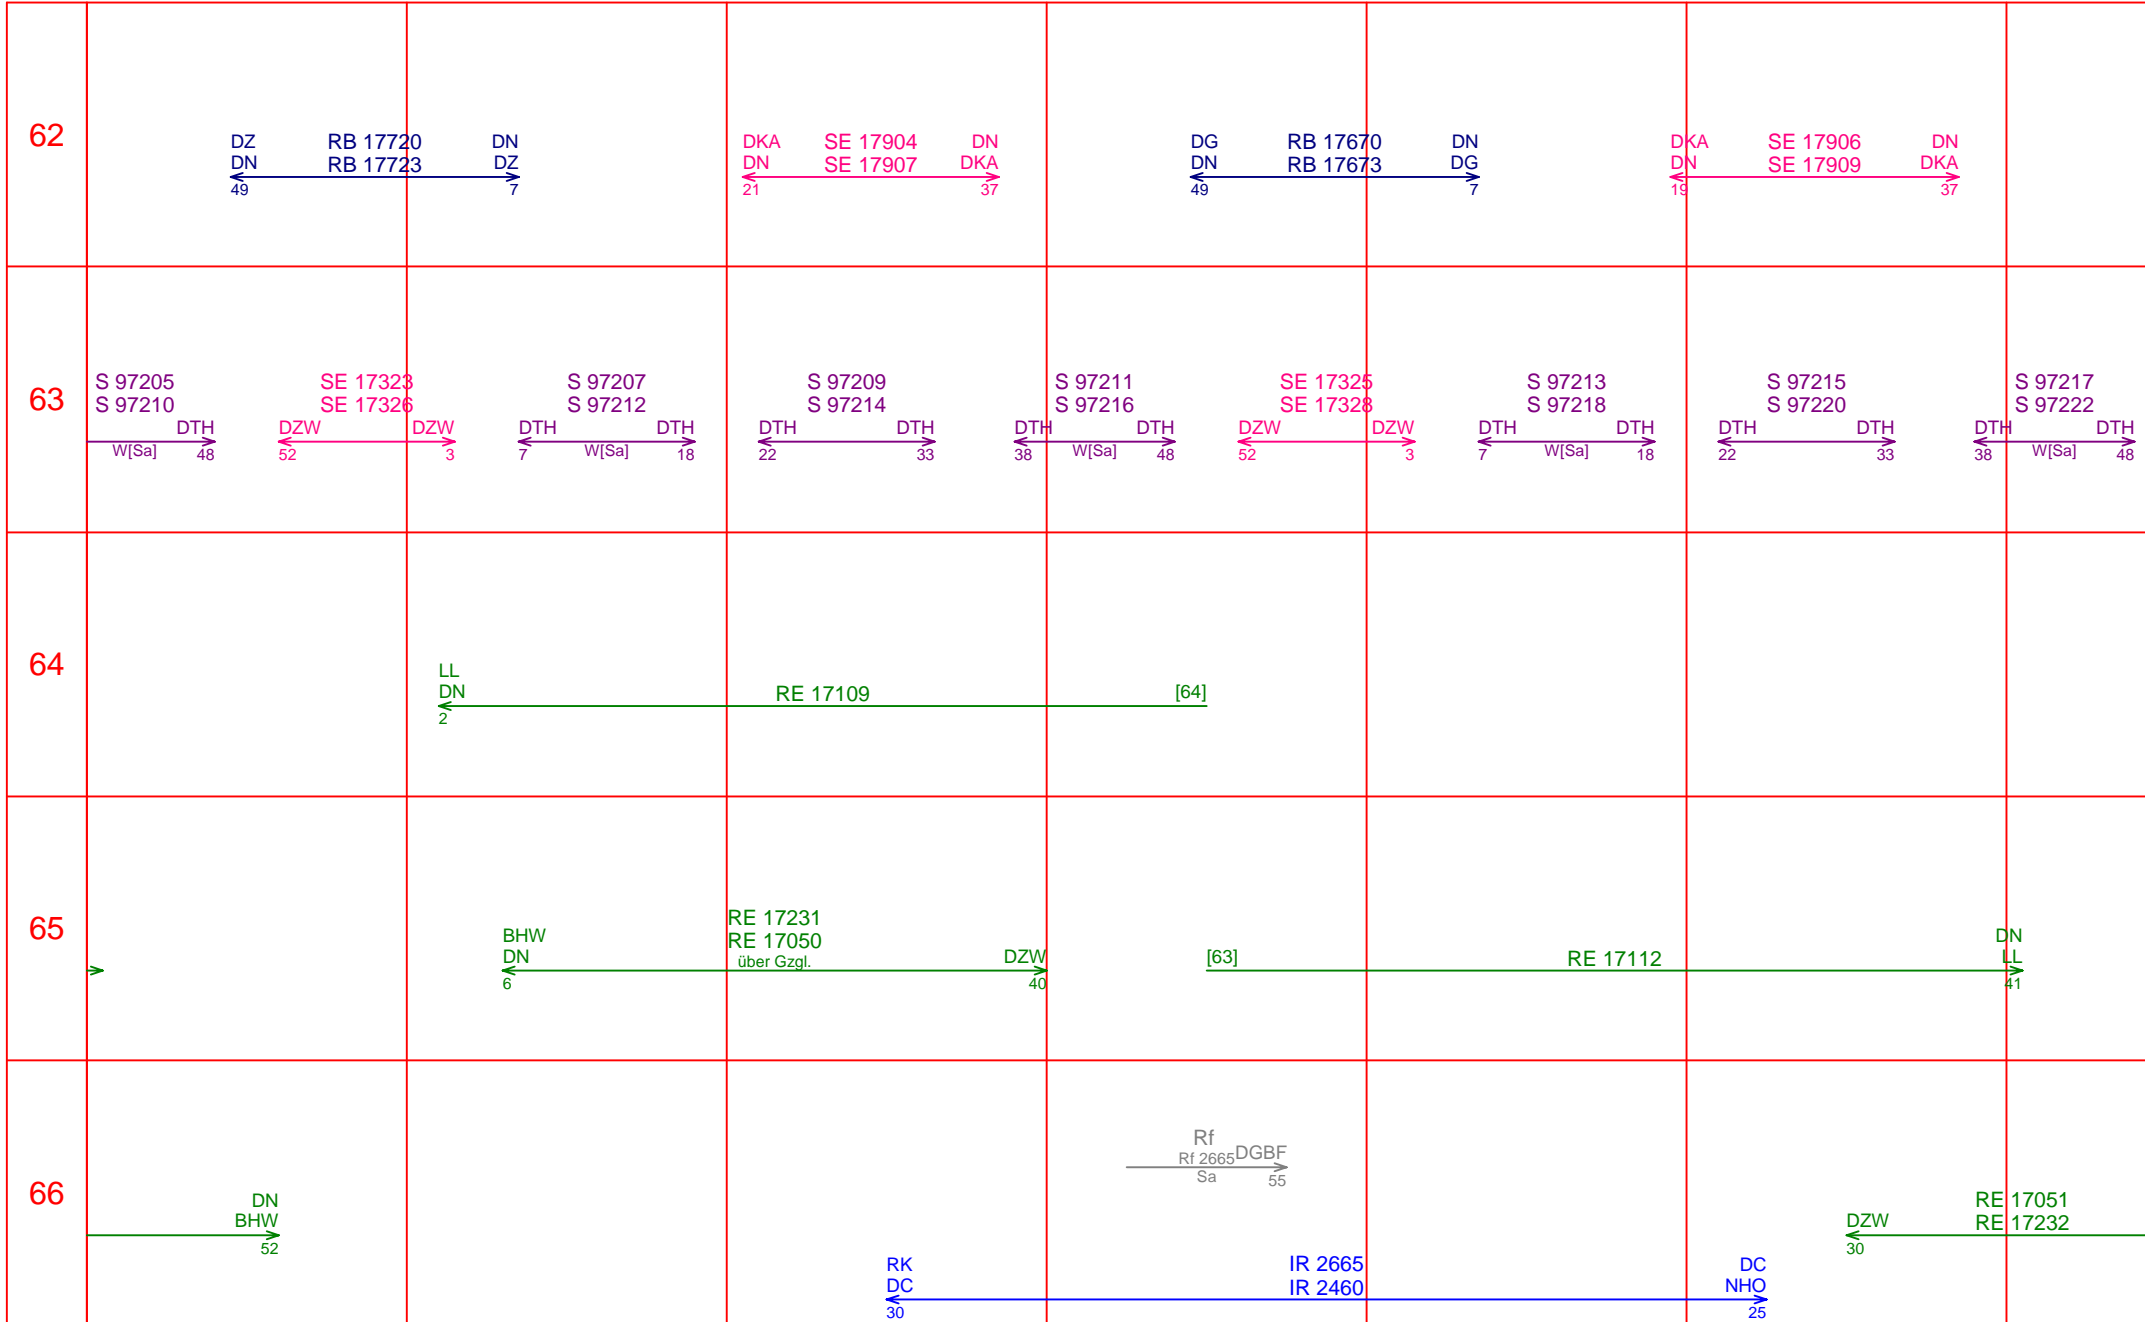 62
DZ RB 17720 DN
DN RB 17723 DZ
49 7
DKA SE 17904 DN
DN SE 17907 DKA
21 37
DG RB 17670 DN
DN RB 17673 DG
49 7
DKA SE 17906 DN
DN SE 17909 DKA
19 37
63
S 97205
S 97210
DTH
W[Sa] 48
SE 17323
SE 17326
DZW DZW
52 3
S 97207
S 97212
DTH DTH
7 W[Sa] 18
S 97209
S 97214
DTH DTH
22 33
S 97211
S 97216
DTH DTH
38 W[Sa] 48
SE 17325
SE 17328
DZW DZW
52 3
S 97213
S 97218
DTH DTH
7 W[Sa] 18
S 97215
S 97220
DTH DTH
22 33
S 97217
S 97222
DTH DTH
38 W[Sa] 48
64
LL
DN RE 17109 [64]
2
65
RE 17231
BHW RE 17050
DN über Gzgl. DZW
6 40
DN
[63] RE 17112 LL
41
66
DN
BHW
52
Rf
Rf 2665 DGBF
Sa 55
RK IR 2665 DC
DC IR 2460 NHO
30 25
RE 17051
DZW RE 17232
30